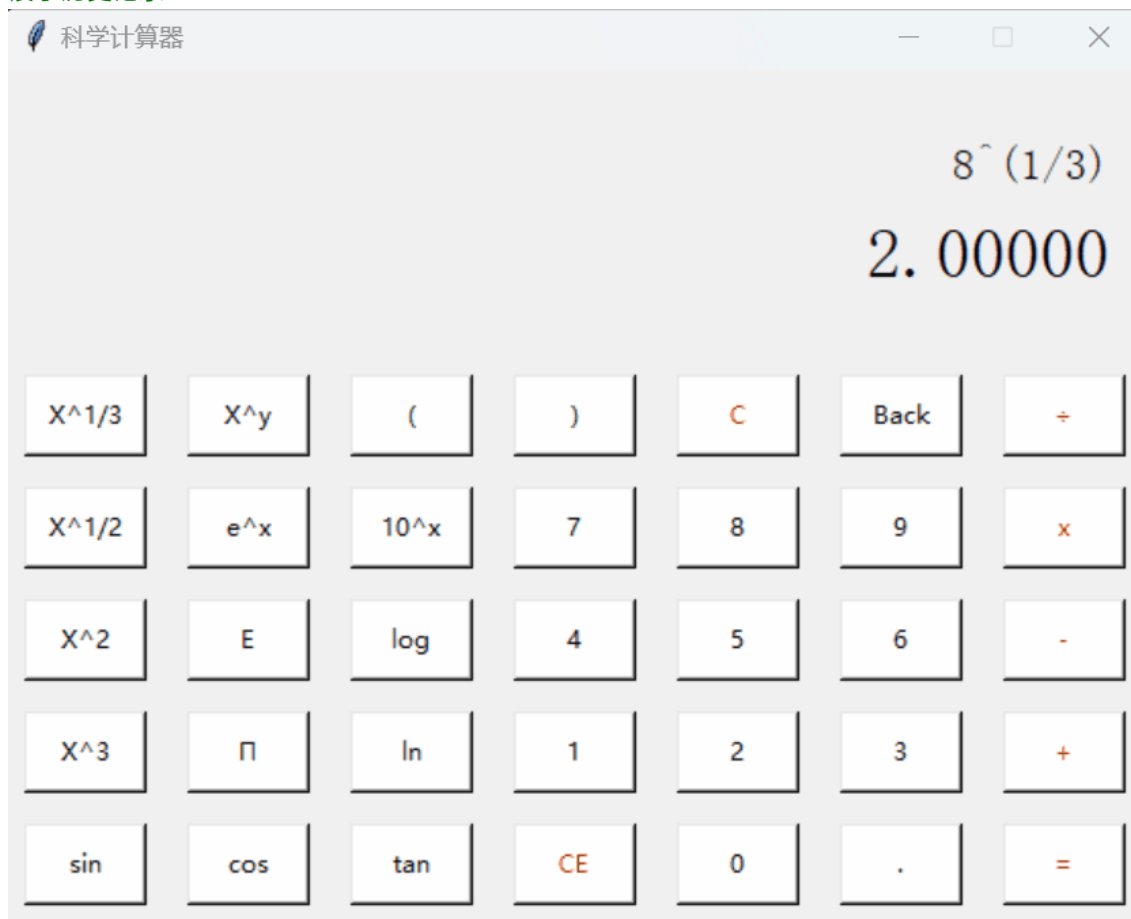 科学计算器
8^(1/3)
2.00000
X^1/3 X^y ( ) C Back ÷
X^1/2 e^x 10^x 7 8 9 x
X^2 E log 4 5 6 -
X^3 Π ln 1 2 3 +
sin cos tan CE 0 . =